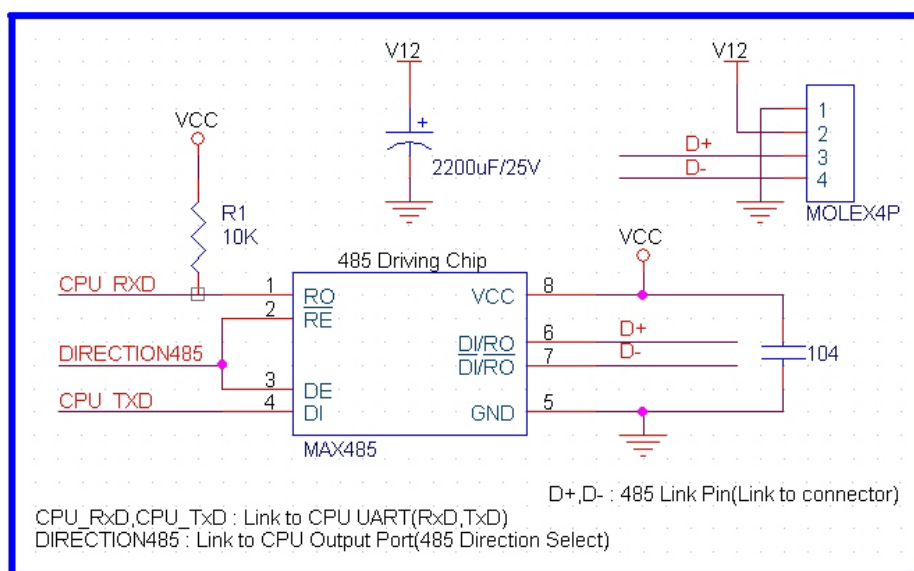 V12
V12
VCC
+
2200uF/25V
D+
D-
1
2
3
4
MOLEX4P
R1
10K
VCC
485 Driving Chip
CPU_RXD
1
RO
VCC
8
2
RE
DIRECTION485
DI/RO
6
D+
DI/RO
7
D-
104
3
DE
CPU_TXD
4
DI
GND
5
MAX485
D+,D- : 485 Link Pin(Link to connector)
CPU_RxD,CPU_TxD : Link to CPU UART(RxD,TxD)
DIRECTION485 : Link to CPU Output Port(485 Direction Select)